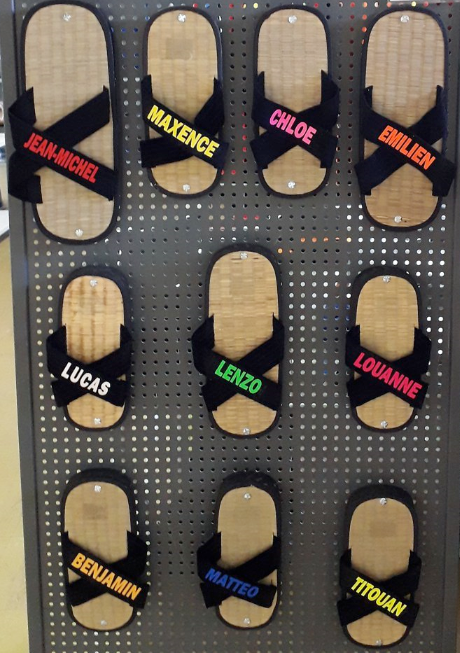 JEAN-MICHEL
MAXENCE
CHLOE
EMILIEN
LUCAS
LENZO
LOUANNE
BENJAMIN
MATTEO
TITOUAN